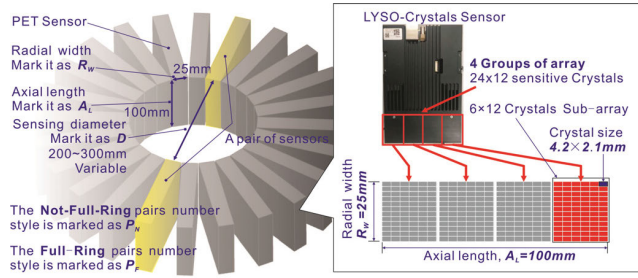 PET Sensor
Radial width
Mark it as R_W
25mm
Axial length
Mark it as A_L
100mm
Sensing diameter
Mark it as D
200~300mm
Variable
A pair of sensors
The Not-Full-Ring pairs number
style is marked as P_N
The Full-Ring pairs number
style is marked as P_F
LYSO-Crystals Sensor
4 Groups of array
24x12 sensitive Crystals
6×12 Crystals Sub-array
Crystal size
4.2×2.1mm
Radial width
R_W=25mm
Axial length, A_L=100mm